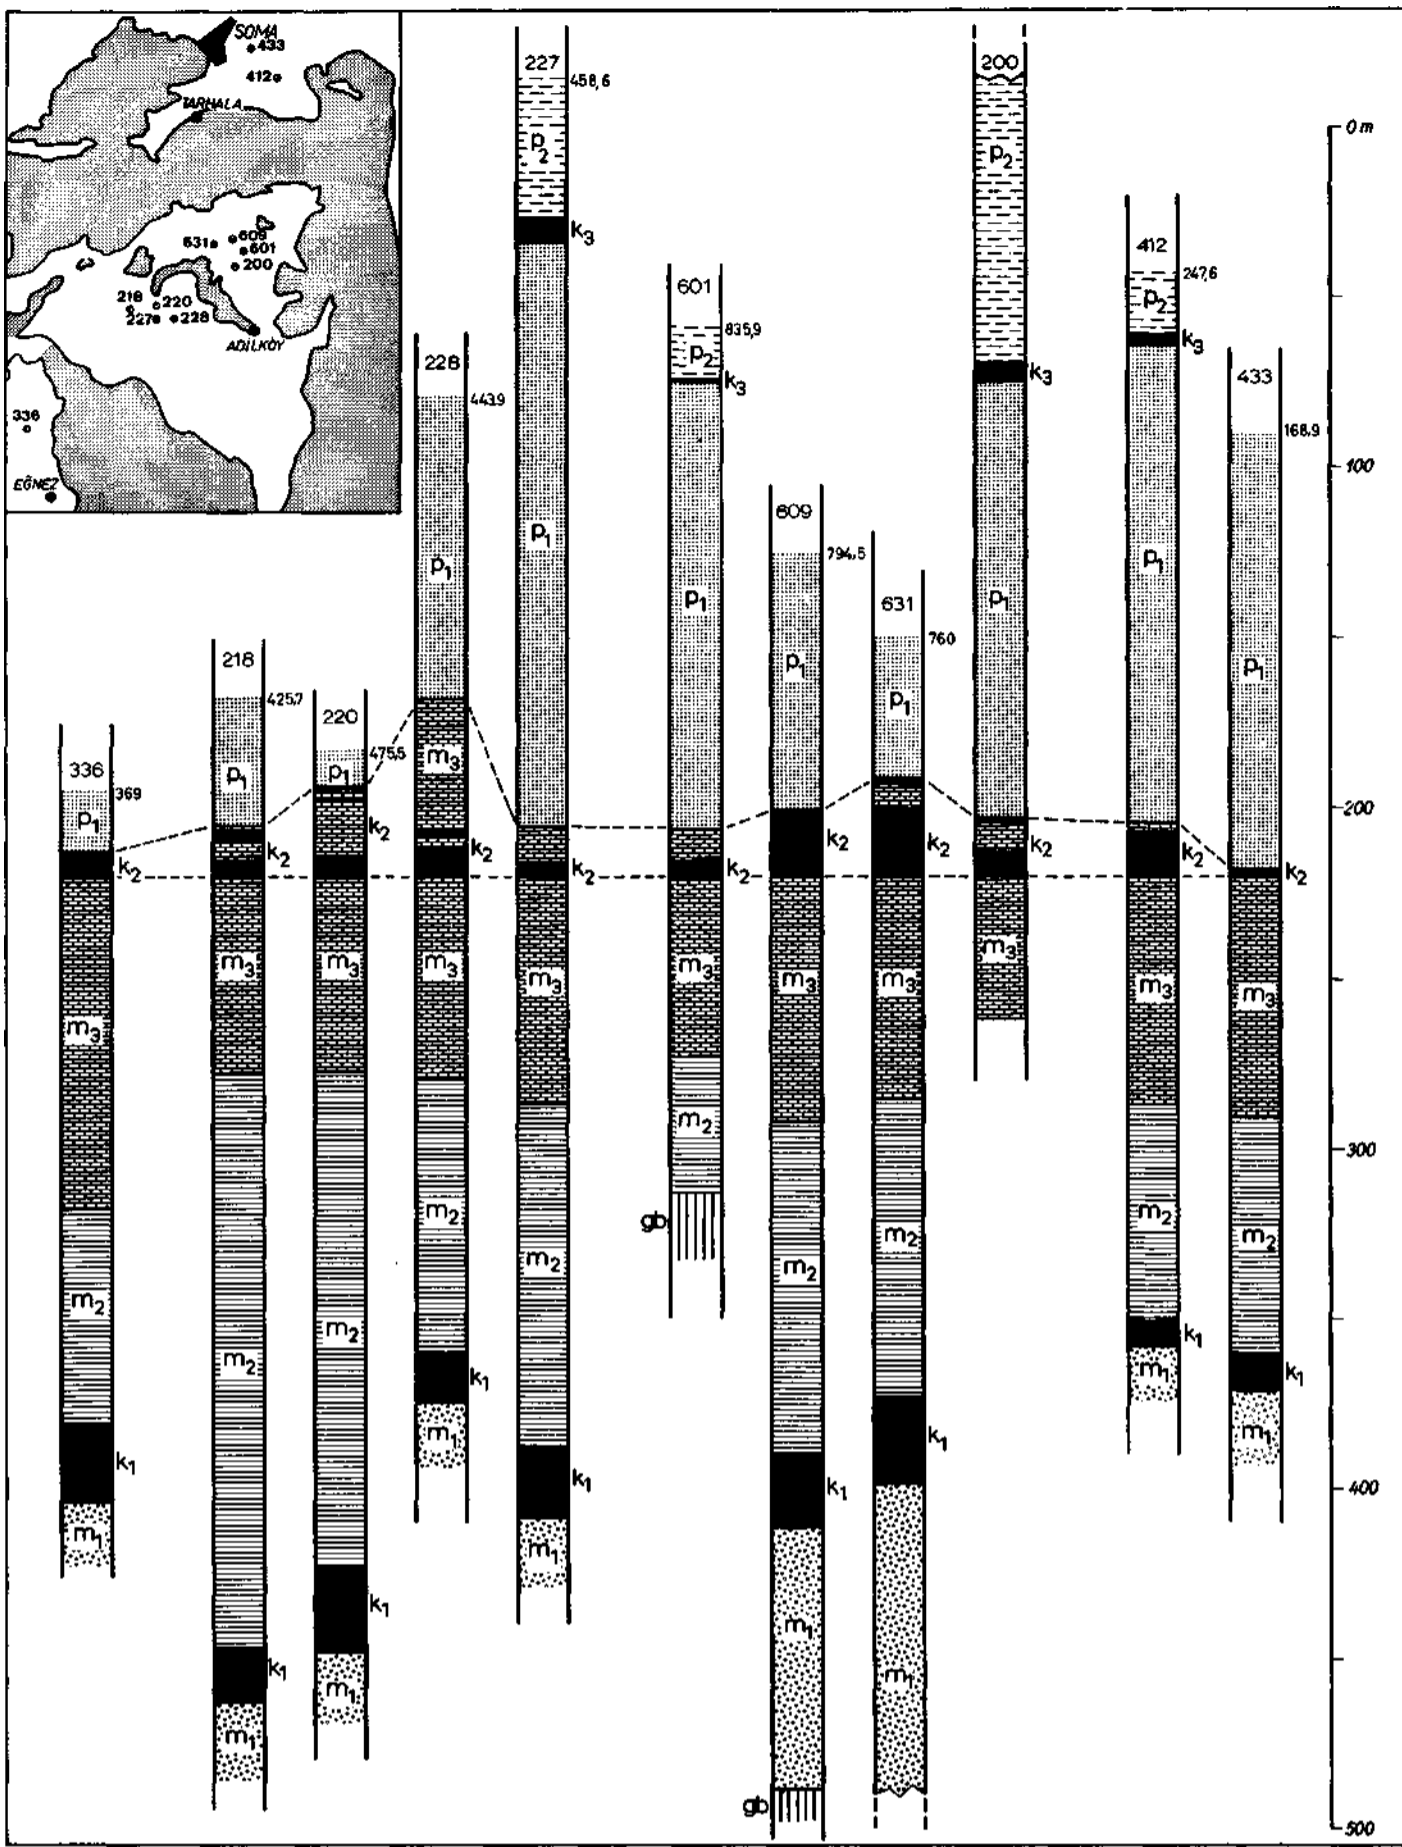 SOMA
433
412
TARHALA
609
631
601
200
218
220
227
228
ADİLKÖY
336
EĞNEZ
336
369
p1
k2
m3
m2
k1
m1
218
425,7
p1
k2
m3
m2
k1
m1
220
475,5
p1
k2
m3
m2
k1
m1
228
443,9
p1
m3
k2
m3
m2
k1
m1
227
458,6
p2
k3
p1
k2
m3
m2
k1
m1
601
835,9
p2
k3
p1
k2
m3
m2
gb
609
794,5
p1
k2
m3
m2
k1
m1
gb
631
760
p1
k2
m3
m2
k1
m1
200
p2
k3
p1
k2
m3
412
247,6
p2
k3
p1
k2
m3
m2
k1
m1
433
168,9
p1
k2
m3
m2
k1
m1
0 m
100
200
300
400
500